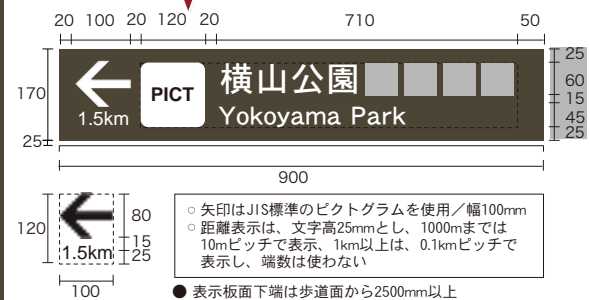 20 100 20 120 20 710 50
170
25
PICT
横山公園
Yokoyama Park
1.5km
25
60
15
45
25
900
120
1.5km
80
15
25
100
○ 矢印はJIS標準のピクトグラムを使用／幅100mm
○ 距離表示は、文字高25mmとし、1000mまでは
10mピッチで表示、1km以上は、0.1kmピッチで
表示し、端数は使わない
● 表示板面下端は歩道面から2500mm以上